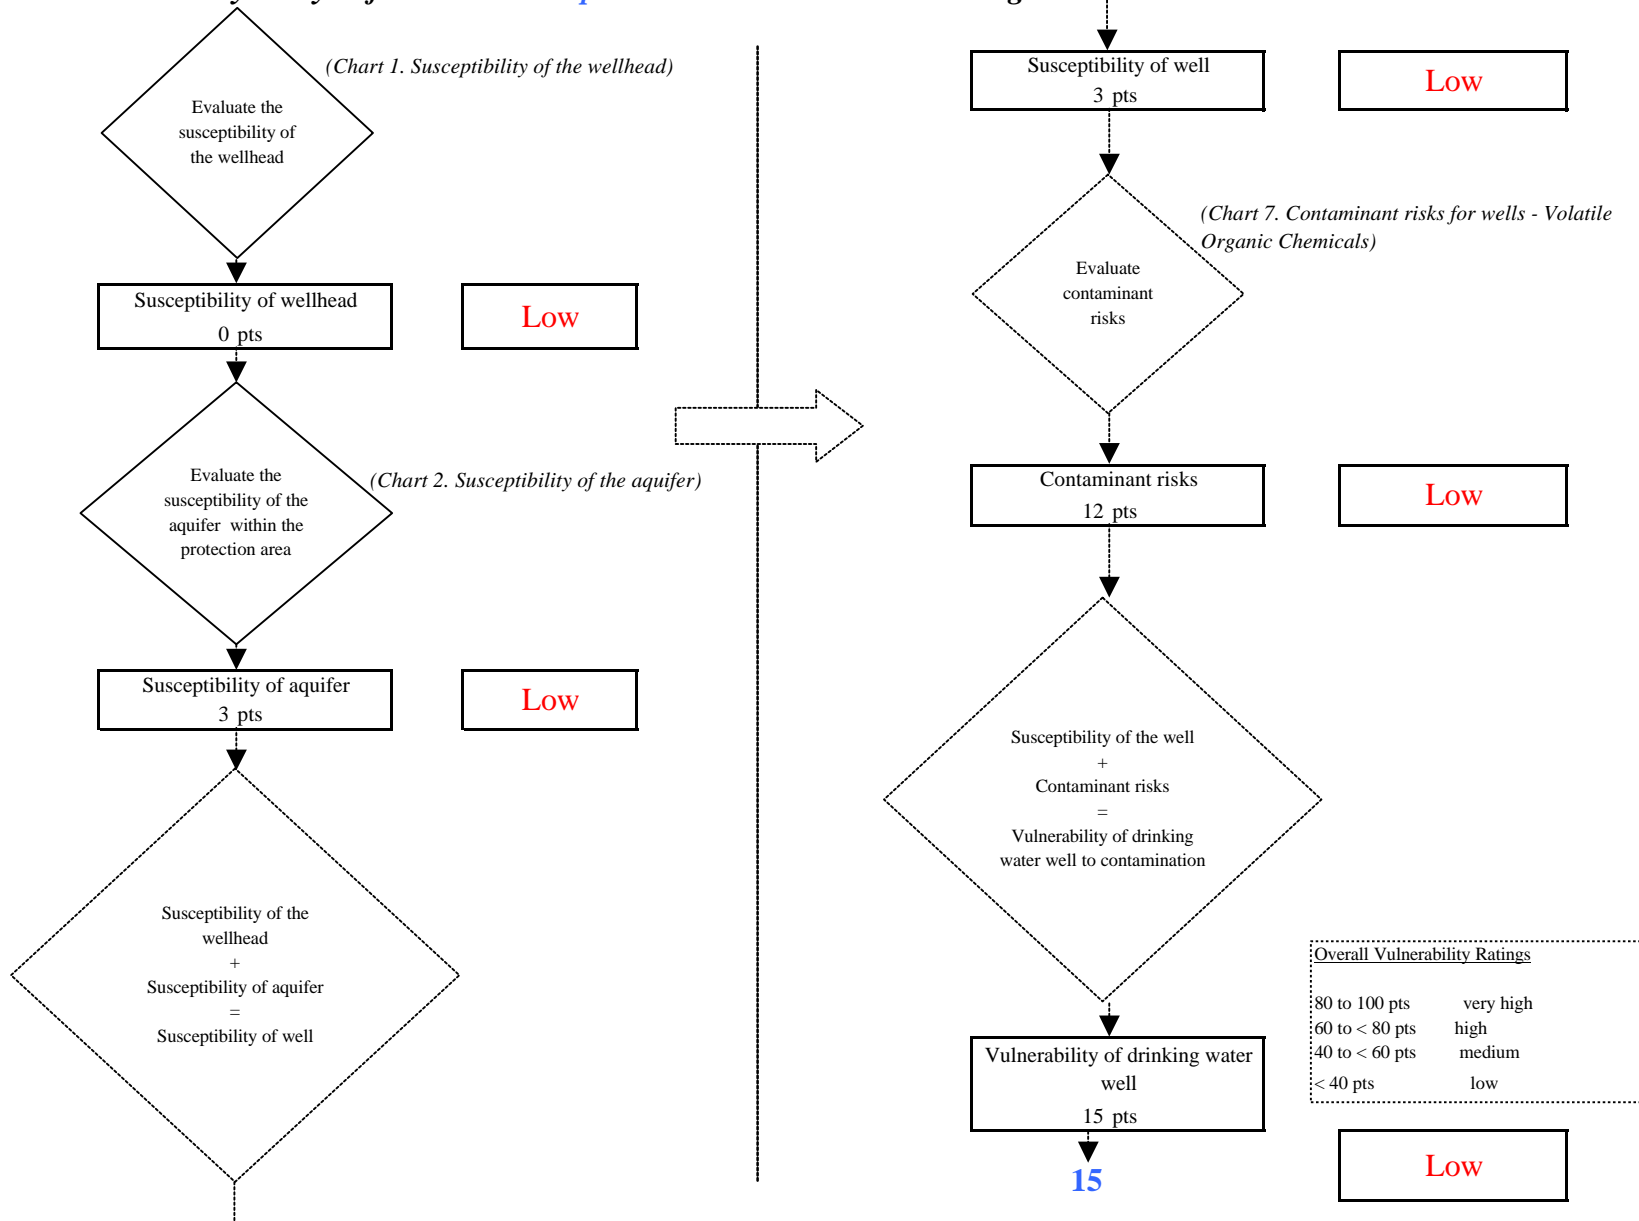 (Chart 1. Susceptibility of the wellhead)
Evaluate the
susceptibility of
the wellhead
Susceptibility of wellhead
0 pts
Low
Evaluate the
susceptibility of the
aquifer within the
protection area
(Chart 2. Susceptibility of the aquifer)
Susceptibility of aquifer
3 pts
Low
Susceptibility of the
wellhead
+
Susceptibility of aquifer
=
Susceptibility of well
Susceptibility of well
3 pts
Low
(Chart 7. Contaminant risks for wells - Volatile
Organic Chemicals)
Evaluate
contaminant
risks
Contaminant risks
12 pts
Low
Susceptibility of the well
+
Contaminant risks
=
Vulnerability of drinking
water well to contamination
Overall Vulnerability Ratings
80 to 100 pts very high
60 to < 80 pts high
40 to < 60 pts medium
< 40 pts low
Vulnerability of drinking water
well
15 pts
15
Low